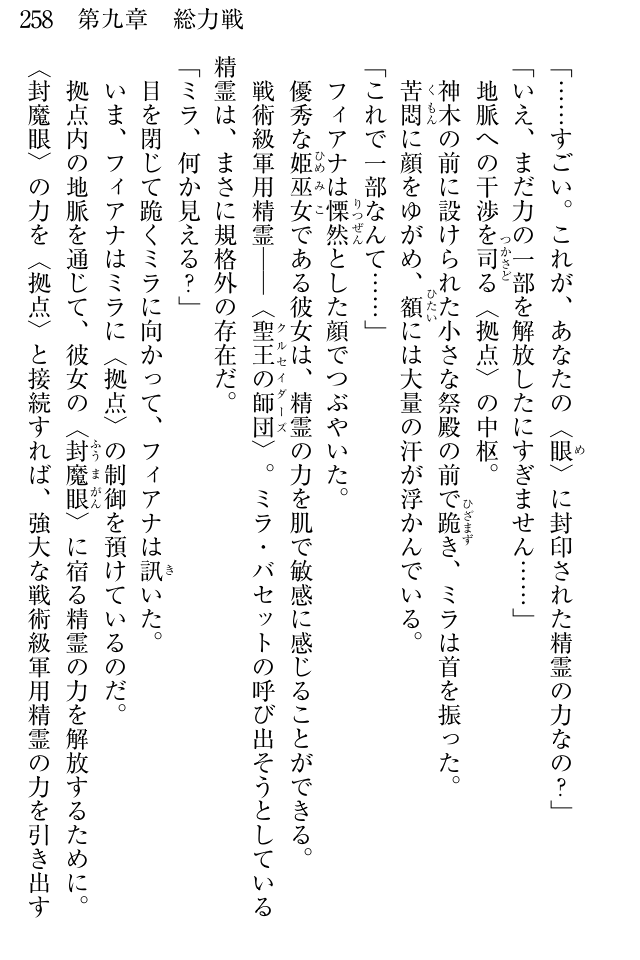 258　第九章　総力戦
「……すごい。これが、あなたの〈眼〉に封印された精霊の力なの？」
「いえ、まだ力の一部を解放したにすぎません……」
地脈への干渉を司る〈拠点〉の中枢。
神木の前に設けられた小さな祭殿の前で跪き、ミラは首を振った。
苦悶に顔をゆがめ、額には大量の汗が浮かんでいる。
「これで一部なんて……」
フィアナは慄然とした顔でつぶやいた。
優秀な姫巫女である彼女は、精霊の力を肌で敏感に感じることができる。
戦術級軍用精霊――〈聖王の師団〉。ミラ・バセットの呼び出そうとしている
精霊は、まさに規格外の存在だ。
「ミラ、何か見える？」
目を閉じて跪くミラに向かって、フィアナは訊いた。
いま、フィアナはミラに〈拠点〉の制御を預けているのだ。
拠点内の地脈を通じて、彼女の〈封魔眼〉に宿る精霊の力を解放するために。
〈封魔眼〉の力を〈拠点〉と接続すれば、強大な戦術級軍用精霊の力を引き出す